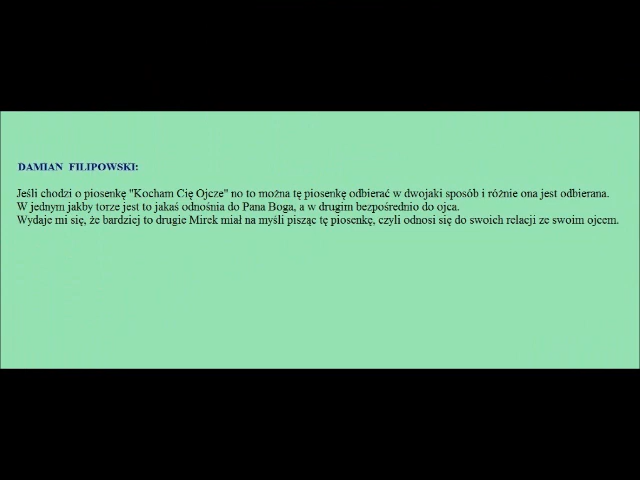 DAMIAN FILIPOWSKI:
Jeśli chodzi o piosenkę "Kocham Cię Ojcze" no to można tę piosenkę odbierać w dwojaki sposób i różnie ona jest odbierana.
W jednym jakby torze jest to jakaś odnośnia do Pana Boga, a w drugim bezpośrednio do ojca.
Wydaje mi się, że bardziej to drugie Mirek miał na myśli pisząc tę piosenkę, czyli odnosi się do swoich relacji ze swoim ojcem.